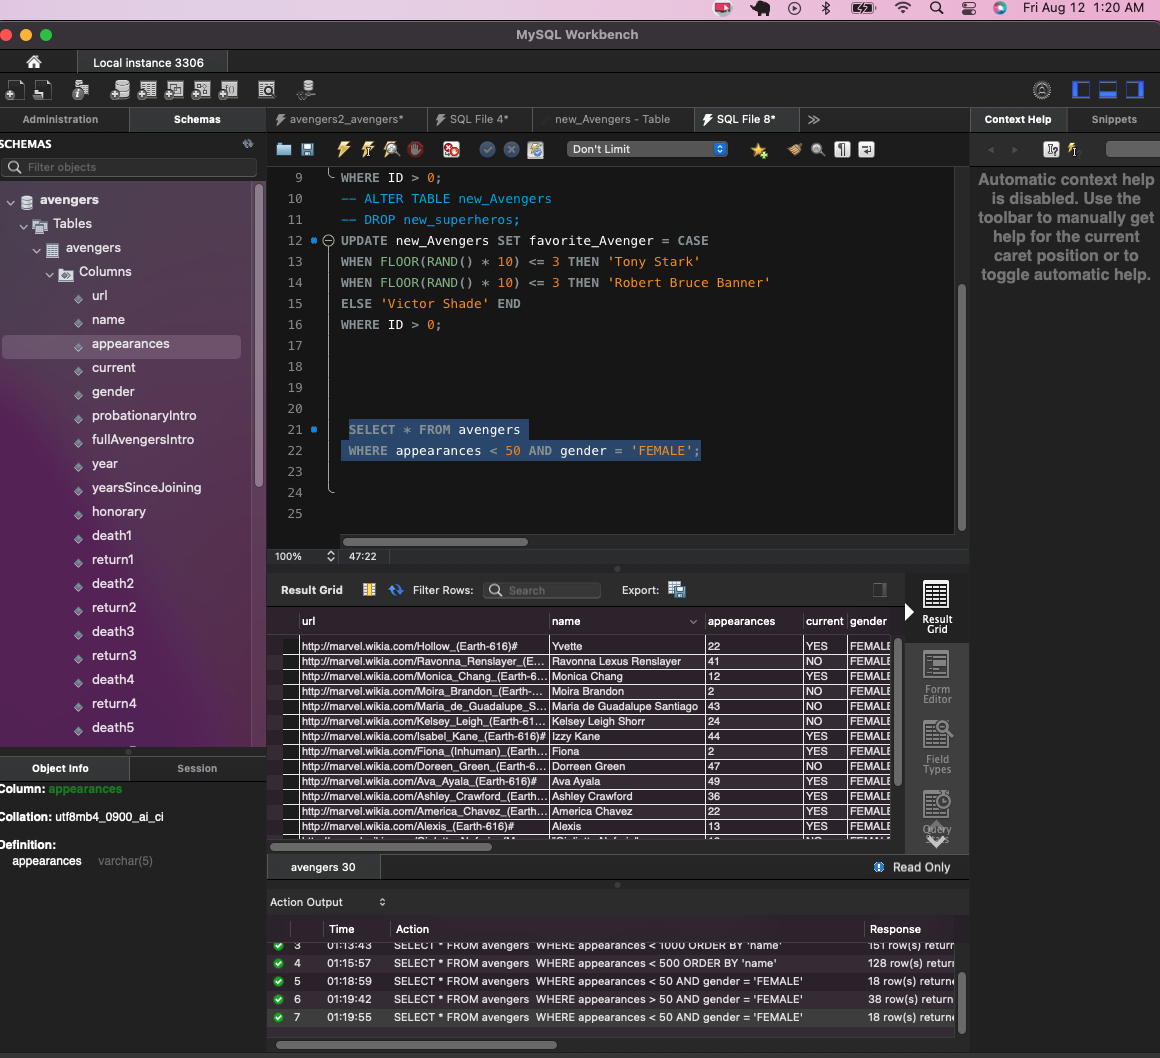 Fri Aug 12 1:20 AM
MySQL Workbench
Local instance 3306
Administration
Schemas
avengers2_avengers*
SQL File 4*
new_Avengers - Table
SQL File 8*
Context Help
Snippets
SCHEMAS
Filter objects
Don't Limit
avengers
Tables
avengers
Columns
url
name
appearances
current
gender
probationaryIntro
fullAvengersIntro
year
yearsSinceJoining
honorary
death1
return1
death2
return2
death3
return3
death4
return4
death5
Object Info
Session
Column: appearances
Collation: utf8mb4_0900_ai_ci
Definition:
appearances varchar(5)
9 WHERE ID > 0;
10 -- ALTER TABLE new_Avengers
11 -- DROP new_superheros;
12 UPDATE new_Avengers SET favorite_Avenger = CASE
13 WHEN FLOOR(RAND() * 10) <= 3 THEN 'Tony Stark'
14 WHEN FLOOR(RAND() * 10) <= 3 THEN 'Robert Bruce Banner'
15 ELSE 'Victor Shade' END
16 WHERE ID > 0;
17
18
19
20
21 SELECT * FROM avengers
22 WHERE appearances < 50 AND gender = 'FEMALE';
23
24
25
100% 47:22
Automatic context help
is disabled. Use the
toolbar to manually get
help for the current
caret position or to
toggle automatic help.
Result Grid Filter Rows: Search Export:
url name appearances current gender
http://marvel.wikia.com/Hollow_(Earth-616)# Yvette 22 YES FEMALE
http://marvel.wikia.com/Ravonna_Renslayer_(E... Ravonna Lexus Renslayer 41 NO FEMALE
http://marvel.wikia.com/Monica_Chang_(Earth-6... Monica Chang 12 YES FEMALE
http://marvel.wikia.com/Moira_Brandon_(Earth-... Moira Brandon 2 NO FEMALE
http://marvel.wikia.com/Maria_de_Guadalupe_S... Maria de Guadalupe Santiago 43 NO FEMALE
http://marvel.wikia.com/Kelsey_Leigh_(Earth-61... Kelsey Leigh Shorr 24 NO FEMALE
http://marvel.wikia.com/Isabel_Kane_(Earth-616)# Izzy Kane 44 YES FEMALE
http://marvel.wikia.com/Fiona_(Inhuman)_(Earth... Fiona 2 YES FEMALE
http://marvel.wikia.com/Doreen_Green_(Earth-6... Dorreen Green 47 NO FEMALE
http://marvel.wikia.com/Ava_Ayala_(Earth-616)# Ava Ayala 49 YES FEMALE
http://marvel.wikia.com/Ashley_Crawford_(Earth... Ashley Crawford 36 YES FEMALE
http://marvel.wikia.com/America_Chavez_(Earth... America Chavez 22 YES FEMALE
http://marvel.wikia.com/Alexis_(Earth-616)# Alexis 13 YES FEMALE
Result
Grid
Form
Editor
Field
Types
Query
avengers 30
Read Only
Action Output
Time Action Response
3 01:13:43 SELECT * FROM avengers WHERE appearances < 1000 ORDER BY 'name' 151 row(s) return
4 01:15:57 SELECT * FROM avengers WHERE appearances < 500 ORDER BY 'name' 128 row(s) return
5 01:18:59 SELECT * FROM avengers WHERE appearances < 50 AND gender = 'FEMALE' 18 row(s) returne
6 01:19:42 SELECT * FROM avengers WHERE appearances > 50 AND gender = 'FEMALE' 38 row(s) returne
7 01:19:55 SELECT * FROM avengers WHERE appearances < 50 AND gender = 'FEMALE' 18 row(s) returne